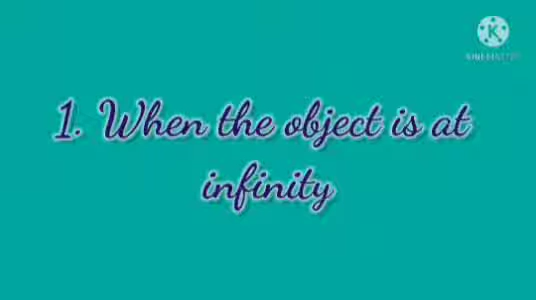 1. When the object is at
infinity